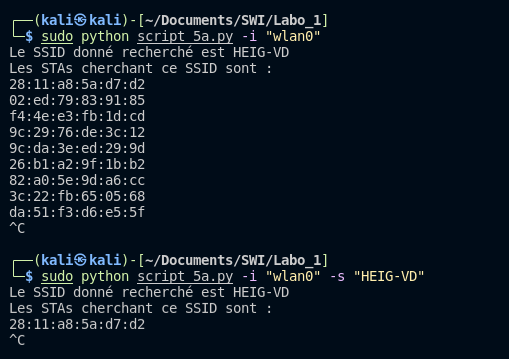 ┌──(kali㉿kali)-[~/Documents/SWI/Labo_1]
└─$ sudo python script_5a.py -i "wlan0"
Le SSID donné recherché est HEIG-VD
Les STAs cherchant ce SSID sont :
28:11:a8:5a:d7:d2
02:ed:79:83:91:85
f4:4e:e3:fb:1d:cd
9c:29:76:de:3c:12
9c:da:3e:ed:29:9d
26:b1:a2:9f:1b:b2
82:a0:5e:9d:a6:cc
3c:22:fb:65:05:68
da:51:f3:d6:e5:5f
^C
┌──(kali㉿kali)-[~/Documents/SWI/Labo_1]
└─$ sudo python script_5a.py -i "wlan0" -s "HEIG-VD"
Le SSID donné recherché est HEIG-VD
Les STAs cherchant ce SSID sont :
28:11:a8:5a:d7:d2
^C